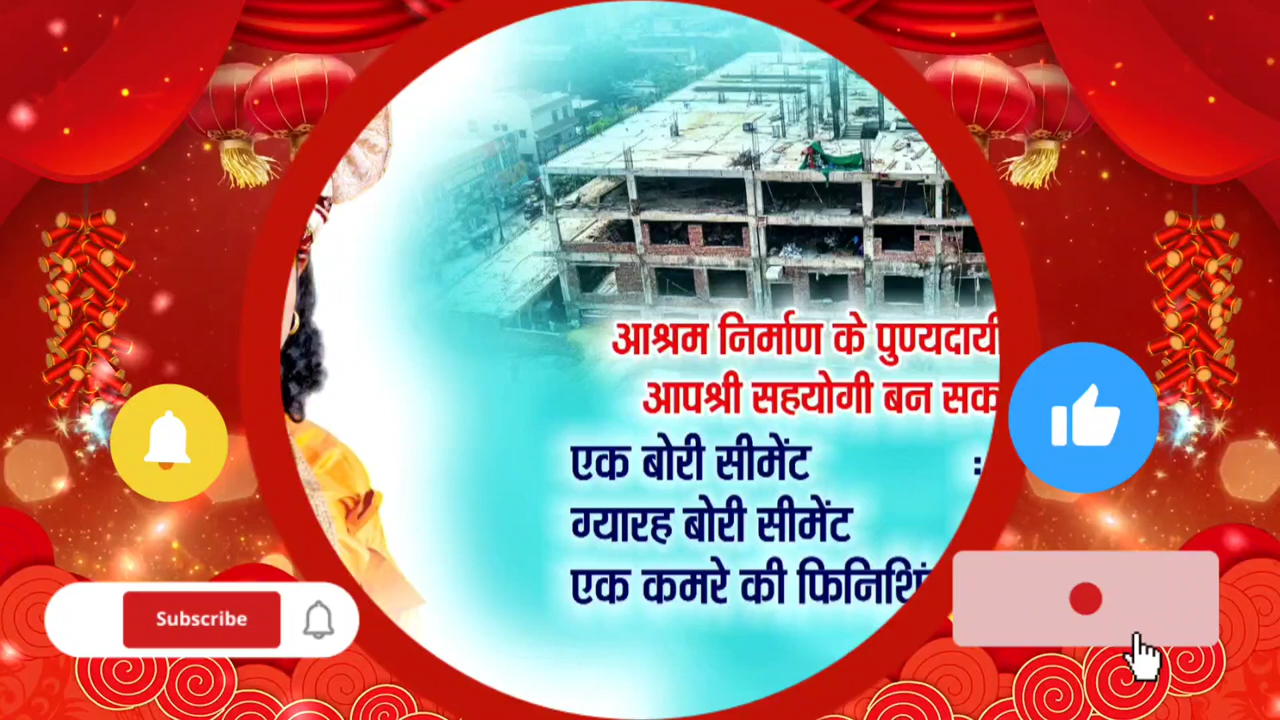 आश्रम निर्माण के पुण्यदायी
आपश्री सहयोगी बन सक
एक बोरी सीमेंट :
ग्यारह बोरी सीमेंट
एक कमरे की
Subscribe